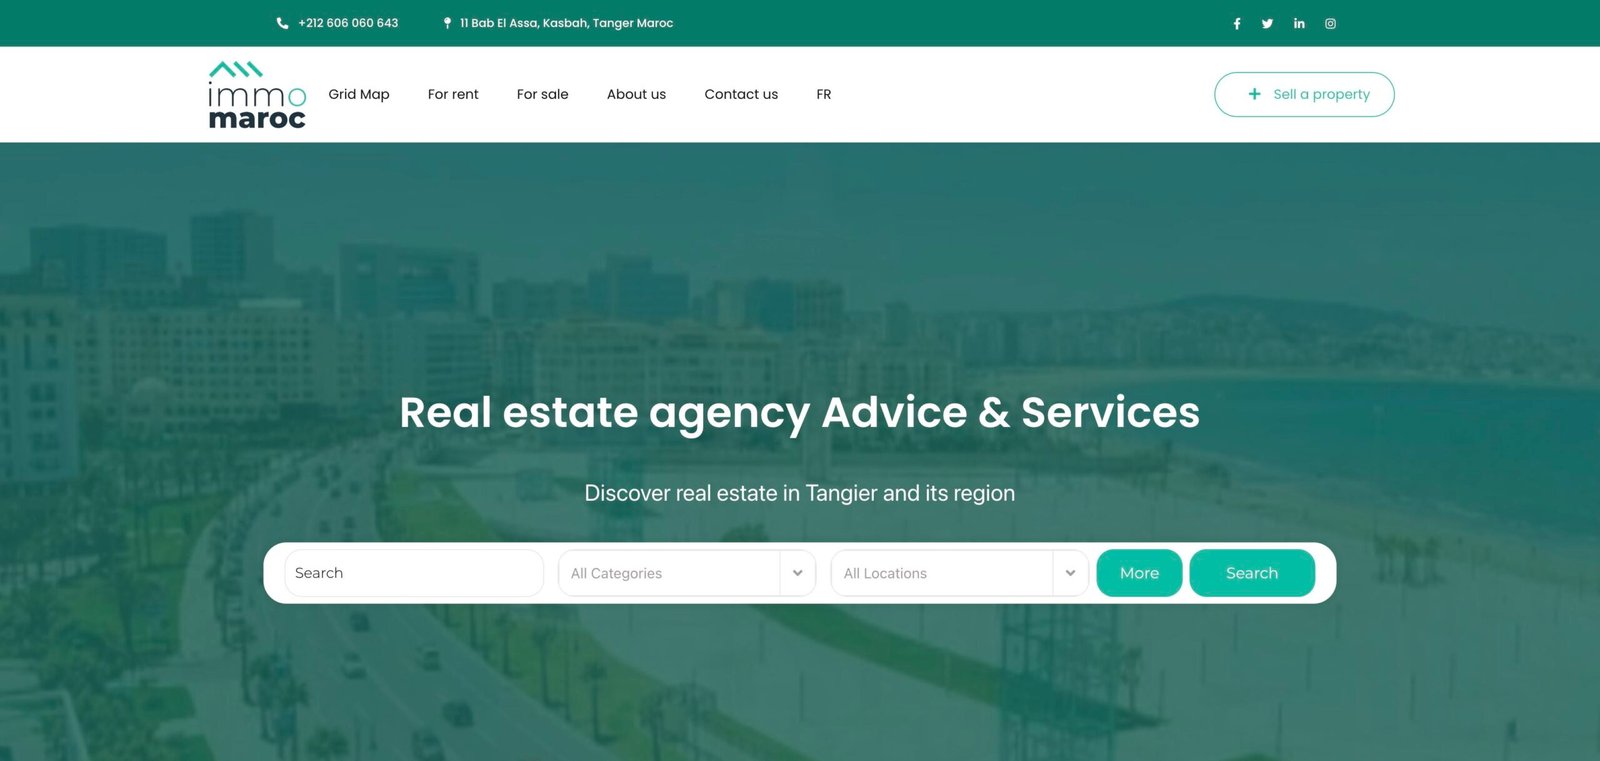 +212 606 060 643
11 Bab El Assa, Kasbah, Tanger Maroc
immo
maroc
Grid Map
For rent
For sale
About us
Contact us
FR
Sell a property
Real estate agency Advice & Services
Discover real estate in Tangier and its region
Search
All Categories
All Locations
More
Search